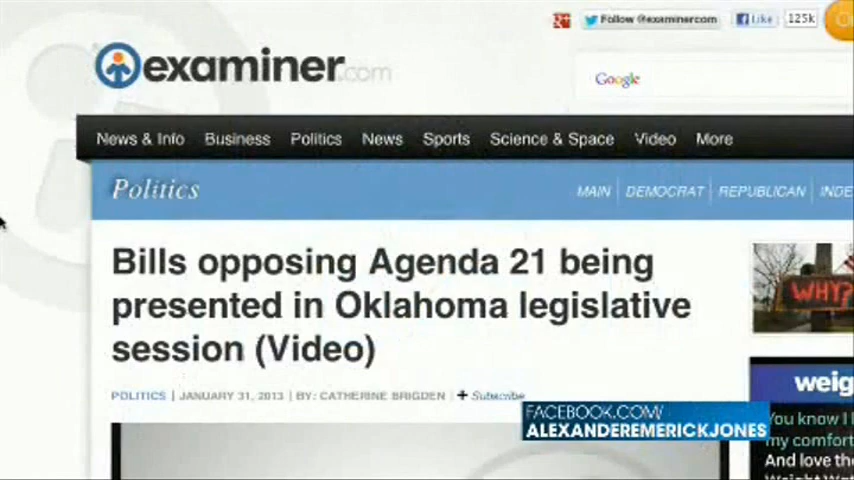 Follow @examinercom
Like
125k
examiner.com
Google
News & Info Business Politics News Sports Science & Space Video More
Politics
MAIN DEMOCRAT REPUBLICAN INDE
Bills opposing Agenda 21 being
presented in Oklahoma legislative
session (Video)
WHY?
POLITICS | JANUARY 31, 2013 | BY: CATHERINE BRIGDEN + Subscribe
weig
FACEBOOK.COM/
ALEXANDEREMERICKJONES
You know I
my comfort
And love the